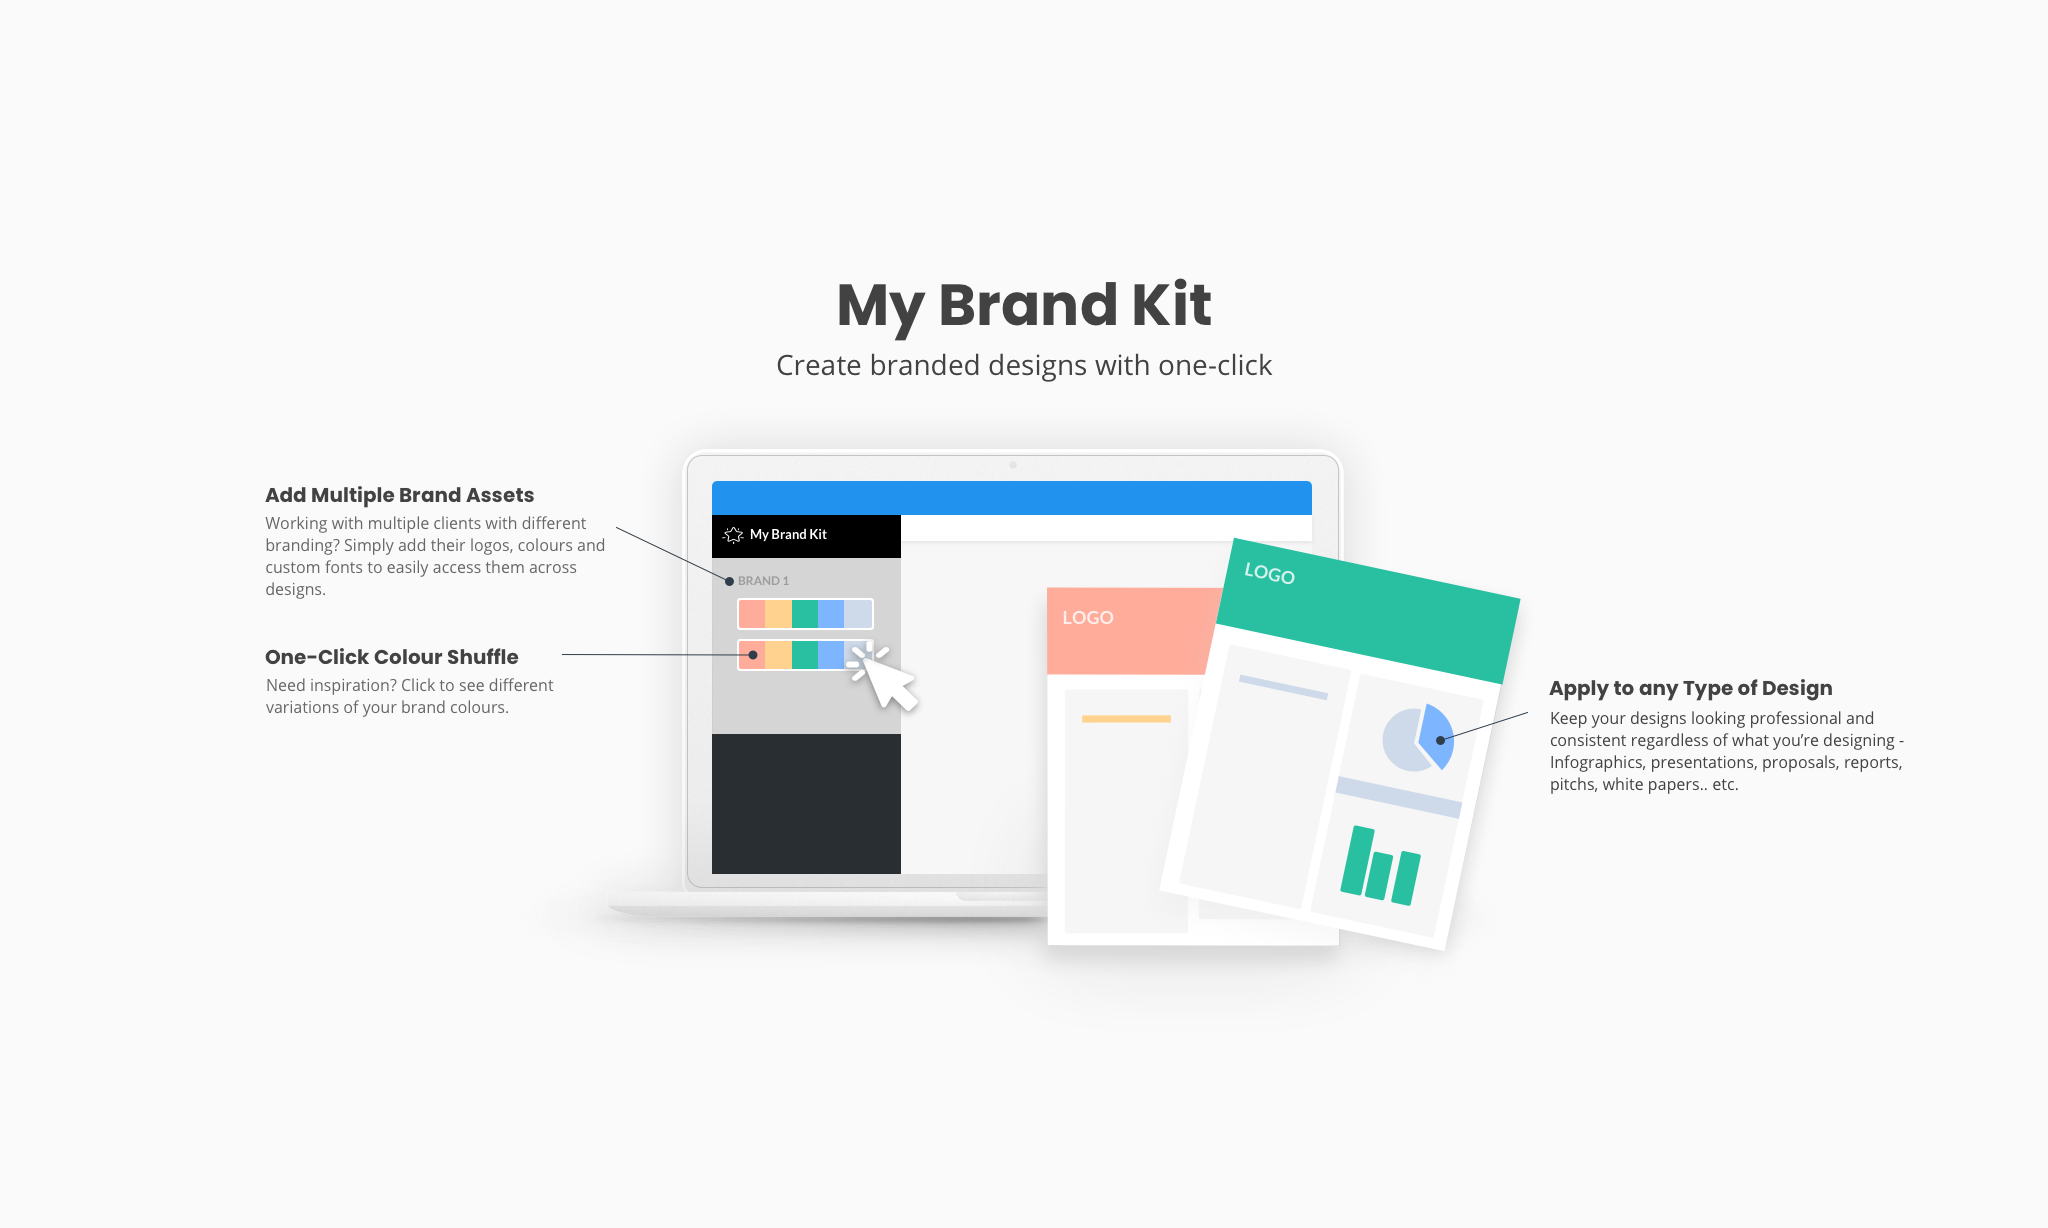 My Brand Kit
Create branded designs with one-click
Add Multiple Brand Assets
Working with multiple clients with different
branding? Simply add their logos, colours and
custom fonts to easily access them across
designs.
One-Click Colour Shuffle
Need inspiration? Click to see different
variations of your brand colours.
My Brand Kit
BRAND 1
LOGO
LOGO
Apply to any Type of Design
Keep your designs looking professional and
consistent regardless of what you’re designing -
Infographics, presentations, proposals, reports,
pitchs, white papers.. etc.